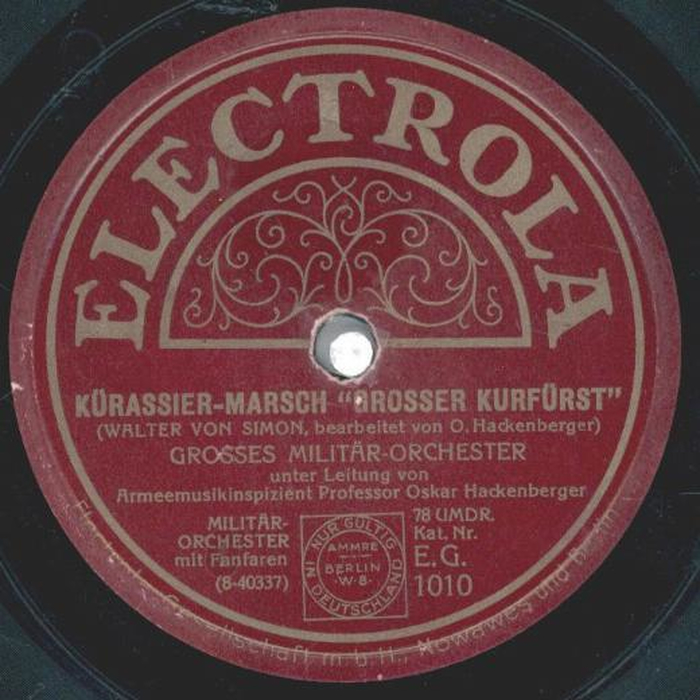 ELECTROLA
KÜRASSIER-MARSCH “GROSSER KURFÜRST”
(WALTER VON SIMON, bearbeitet von O. Hackenberger)
GROSSES MILITÄR-ORCHESTER
unter Leitung von
Armeemusikinspizient Professor Oskar Hackenberger
MILITÄR-
ORCHESTER
mit Fanfaren
(8-40337)
NUR GÜLTIG
IN DEUTSCHLAND
AMMRE
BERLIN
·W·8·
78 UMDR.
Kat. Nr.
E.G.
1010
Gesellschaft m.b.H., Nowawes und Berlin